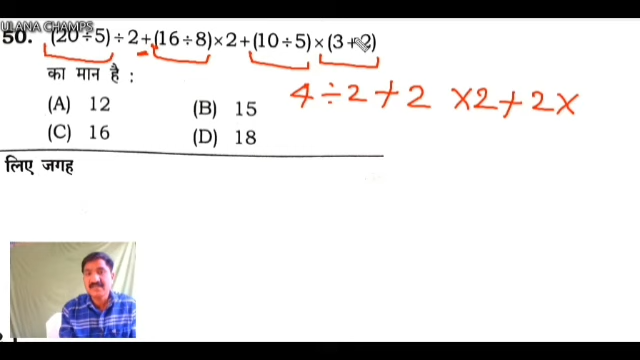 ULANA CHAMPS
50. (20÷5)÷2+(16÷8)×2+(10÷5)×(3+2)
4÷2+2 ×2+2×
का मान है :
(A) 12
(B) 15
(C) 16
(D) 18
लिए जगह